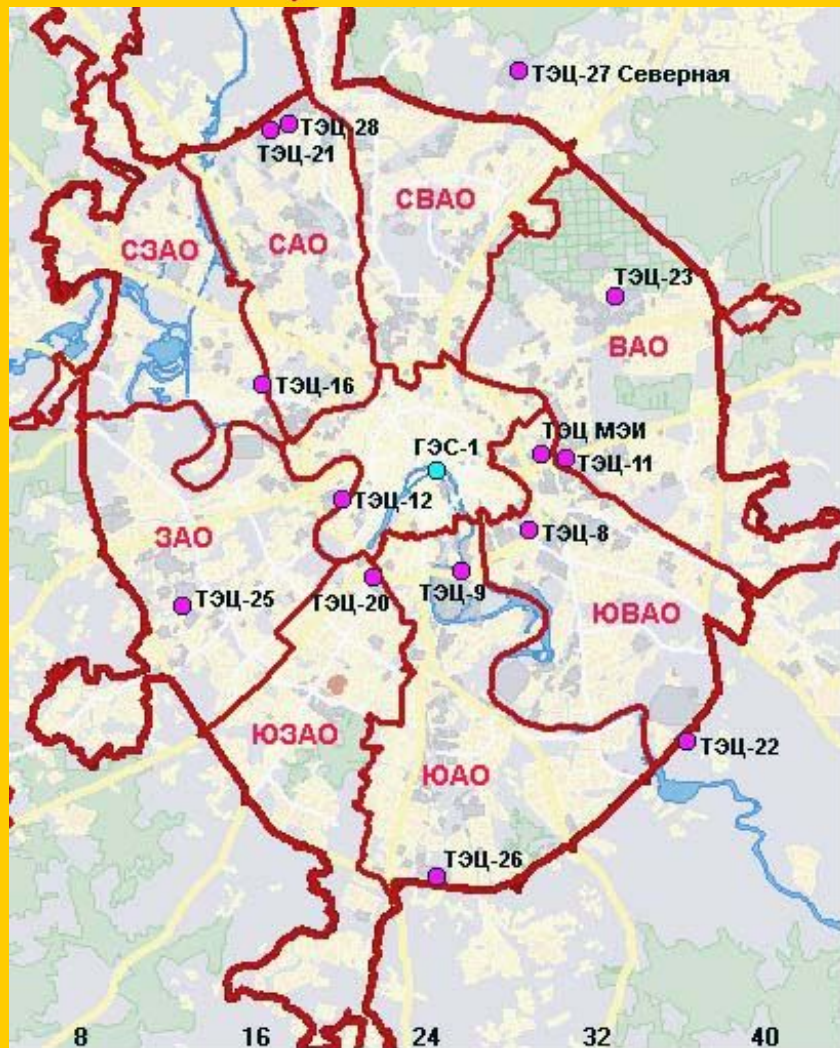 ТЭЦ-27 Северная
ТЭЦ-28
ТЭЦ-21
СВАО
СЗАО
САО
ТЭЦ-23
ВАО
ТЭЦ-16
ТЭЦ МЭИ
ГЭС-1
ТЭЦ-11
ТЭЦ-12
ТЭЦ-8
ЗАО
ТЭЦ-25
ТЭЦ-20
ТЭЦ-9
ЮВАО
ЮЗАО
ТЭЦ-22
ЮАО
ТЭЦ-26
8 16 24 32 40